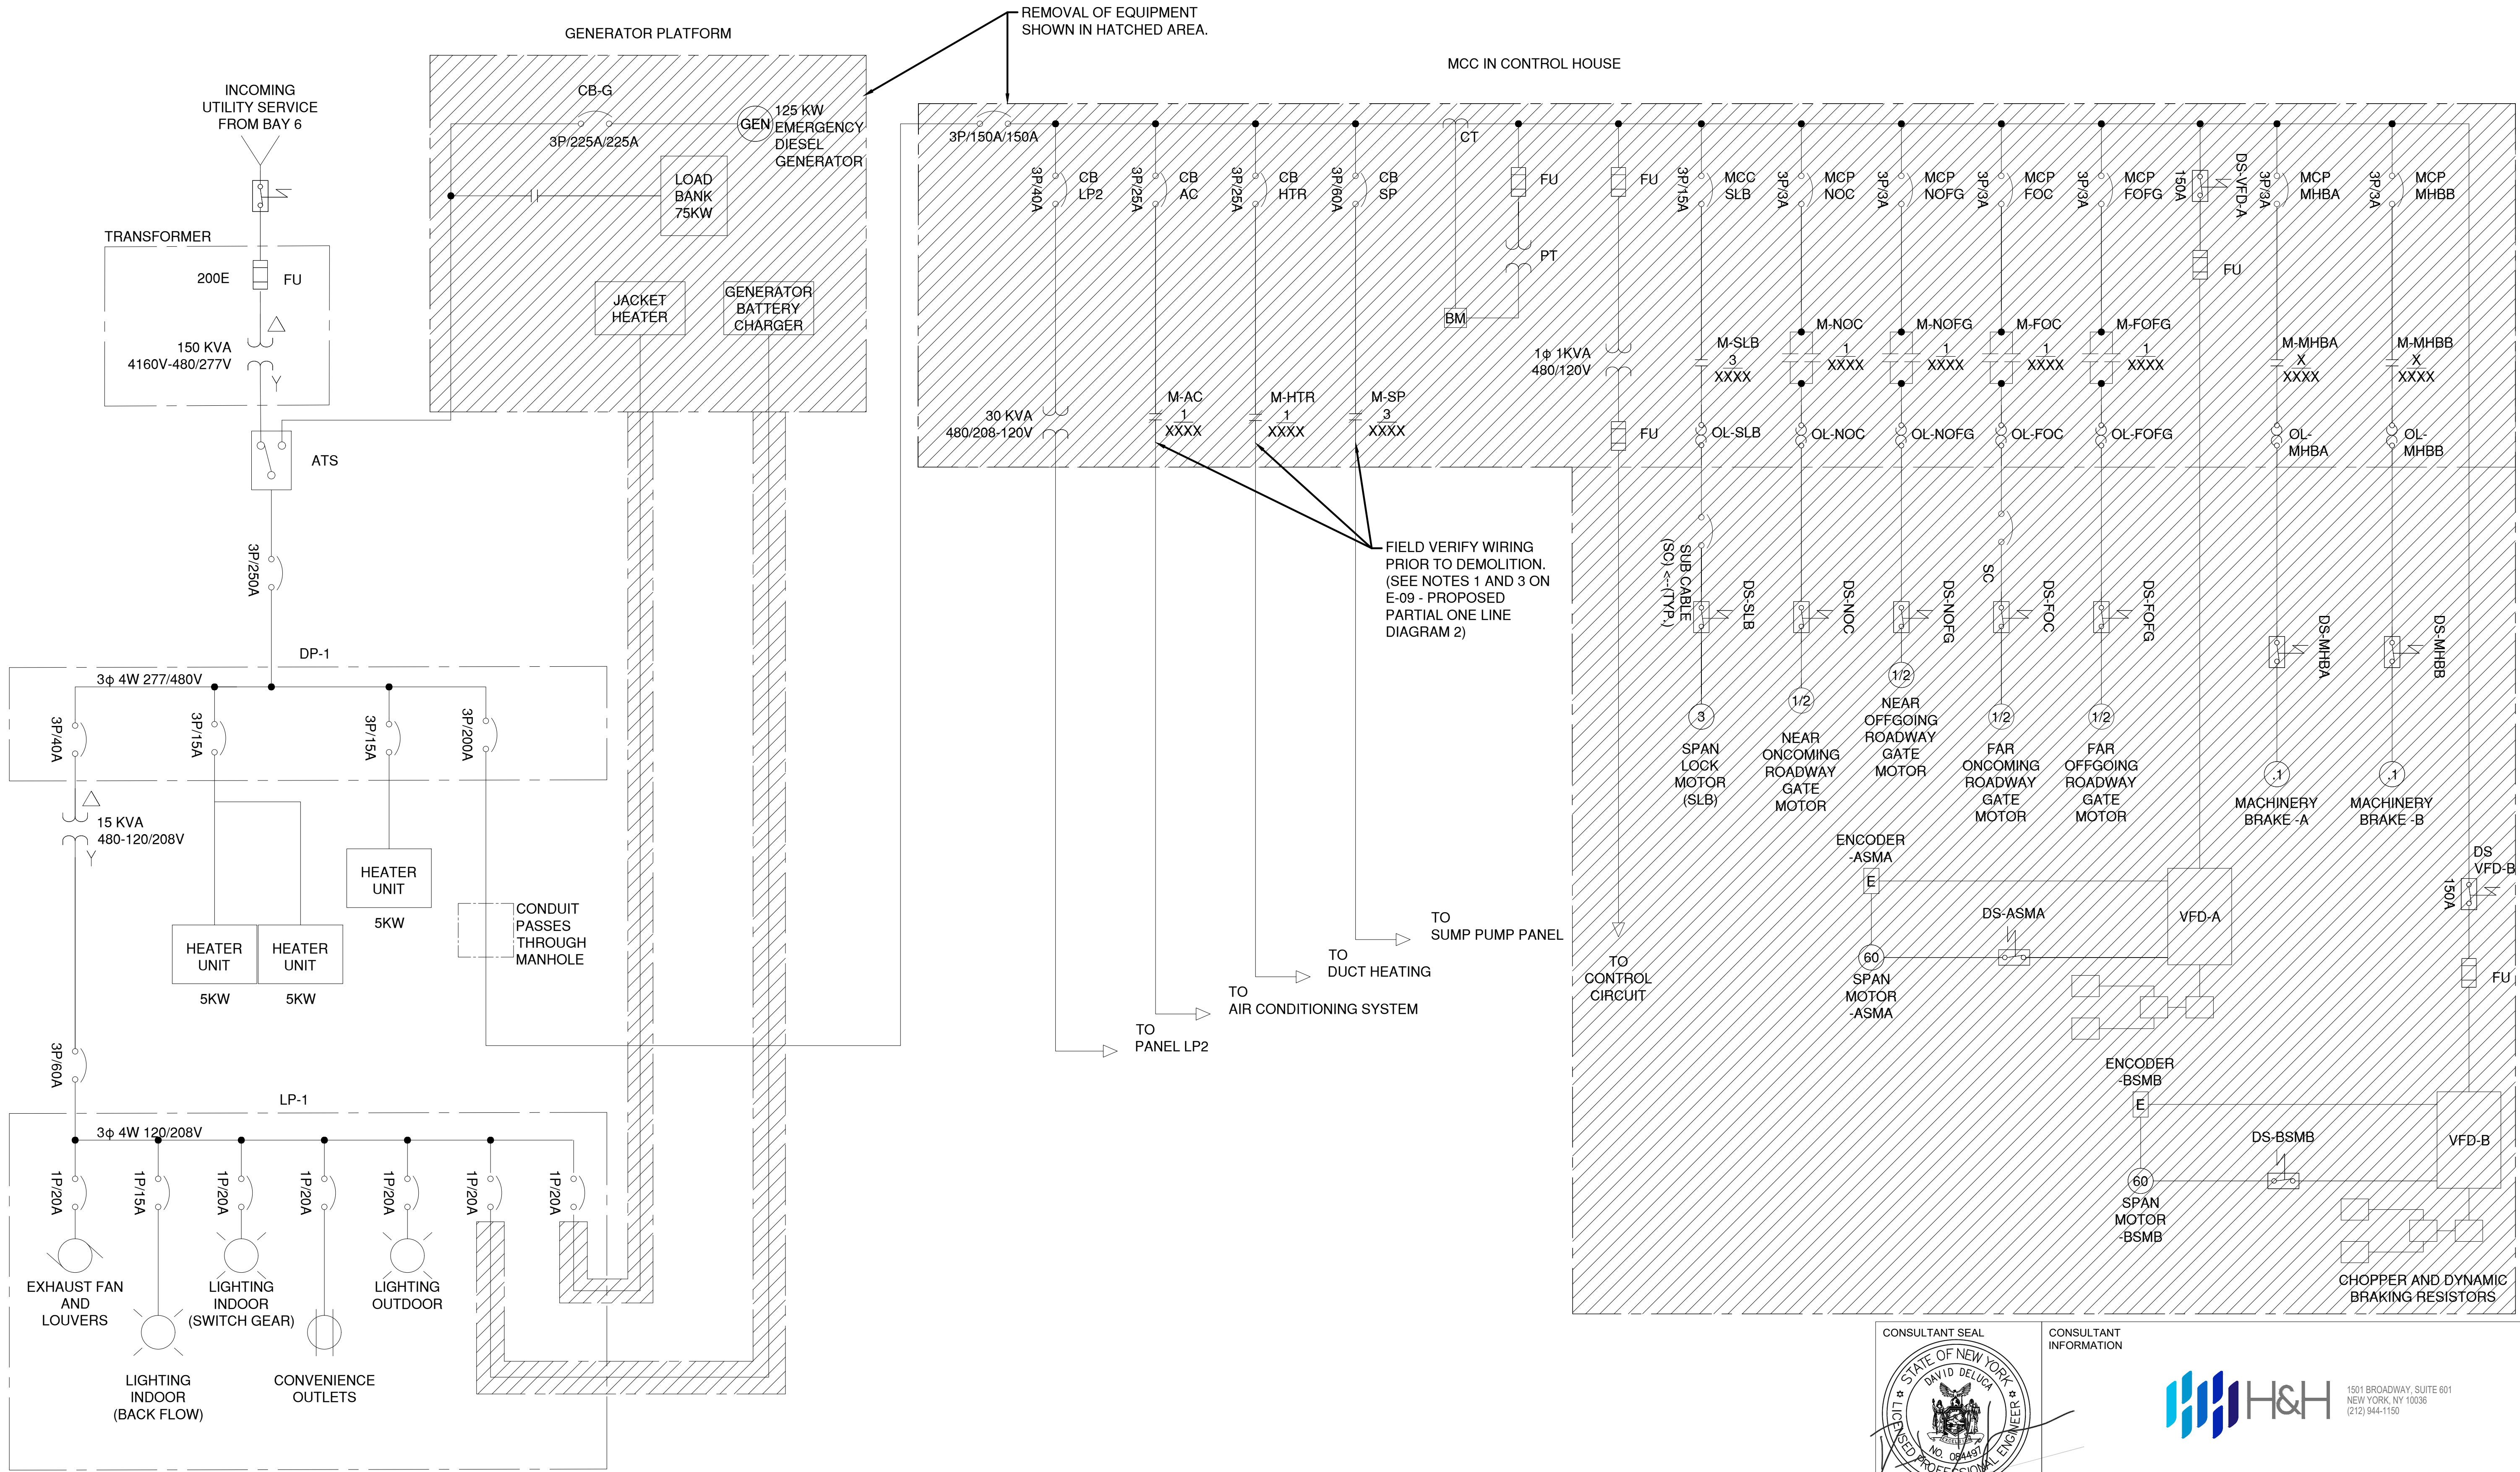 REMOVAL OF EQUIPMENT
SHOWN IN HATCHED AREA.
GENERATOR PLATFORM
MCC IN CONTROL HOUSE
INCOMING
UTILITY SERVICE
FROM BAY 6
TRANSFORMER
200E
FU
150 KVA
4160V-480/277V
ATS
3P/250A
CB-G
3P/225A/225A
GEN
125 KW
EMERGENCY
DIESEL
GENERATOR
LOAD
BANK
75KW
JACKET
HEATER
GENERATOR
BATTERY
CHARGER
DP-1
3ϕ 4W 277/480V
3P/40A
3P/15A
3P/15A
3P/200A
15 KVA
480-120/208V
HEATER
UNIT
5KW
HEATER
UNIT
5KW
HEATER
UNIT
5KW
CONDUIT
PASSES
THROUGH
MANHOLE
3P/60A
LP-1
3ϕ 4W 120/208V
1P/20A
1P/15A
1P/20A
1P/20A
1P/20A
1P/20A
1P/20A
EXHAUST FAN
AND
LOUVERS
LIGHTING
INDOOR
(BACK FLOW)
LIGHTING
INDOOR
(SWITCH GEAR)
CONVENIENCE
OUTLETS
LIGHTING
OUTDOOR
3P/150A/150A
3P/40A
CB
LP2
3P/25A
CB
AC
3P/25A
CB
HTR
3P/60A
CB
SP
CT
FU
PT
BM
FU
1ϕ 1KVA
480/120V
FU
30 KVA
480/208-120V
M-AC
1
XXXX
M-HTR
1
XXXX
M-SP
3
XXXX
FIELD VERIFY WIRING
PRIOR TO DEMOLITION.
(SEE NOTES 1 AND 3 ON
E-09 - PROPOSED
PARTIAL ONE LINE
DIAGRAM 2)
TO
SUMP PUMP PANEL
TO
DUCT HEATING
TO
AIR CONDITIONING SYSTEM
TO
PANEL LP2
TO
CONTROL
CIRCUIT
3P/15A
MCC
SLB
3P/3A
MCP
NOC
3P/3A
MCP
NOFG
3P/3A
MCP
FOC
3P/3A
MCP
FOFG
150A
DS-VFD-A
FU
3P/3A
MCP
MHBA
3P/3A
MCP
MHBB
M-SLB
3
XXXX
M-NOC
1
XXXX
M-NOFG
1
XXXX
M-FOC
1
XXXX
M-FOFG
1
XXXX
M-MHBA
X
XXXX
M-MHBB
X
XXXX
OL-SLB
OL-NOC
OL-NOFG
OL-FOC
OL-FOFG
OL-
MHBA
OL-
MHBB
SUB CABLE
(SC) <--(TYP.)
SC
DS-SLB
DS-NOC
DS-NOFG
DS-FOC
DS-FOFG
DS-MHBA
DS-MHBB
3
SPAN
LOCK
MOTOR
(SLB)
1/2
NEAR
ONCOMING
ROADWAY
GATE
MOTOR
1/2
NEAR
OFFGOING
ROADWAY
GATE
MOTOR
1/2
FAR
ONCOMING
ROADWAY
GATE
MOTOR
1/2
FAR
OFFGOING
ROADWAY
GATE
MOTOR
.1
MACHINERY
BRAKE -A
.1
MACHINERY
BRAKE -B
ENCODER
-ASMA
E
DS-ASMA
VFD-A
60
SPAN
MOTOR
-ASMA
DS
VFD-B
150A
FU
ENCODER
-BSMB
E
DS-BSMB
VFD-B
60
SPAN
MOTOR
-BSMB
CHOPPER AND DYNAMIC
BRAKING RESISTORS
CONSULTANT SEAL
STATE OF NEW YORK
DAVID DELUCA
EXCELSIOR
NO. 084497
LICENSED PROFESSIONAL ENGINEER
CONSULTANT
INFORMATION
H&H
1501 BROADWAY, SUITE 601
NEW YORK, NY 10036
(212) 944-1150